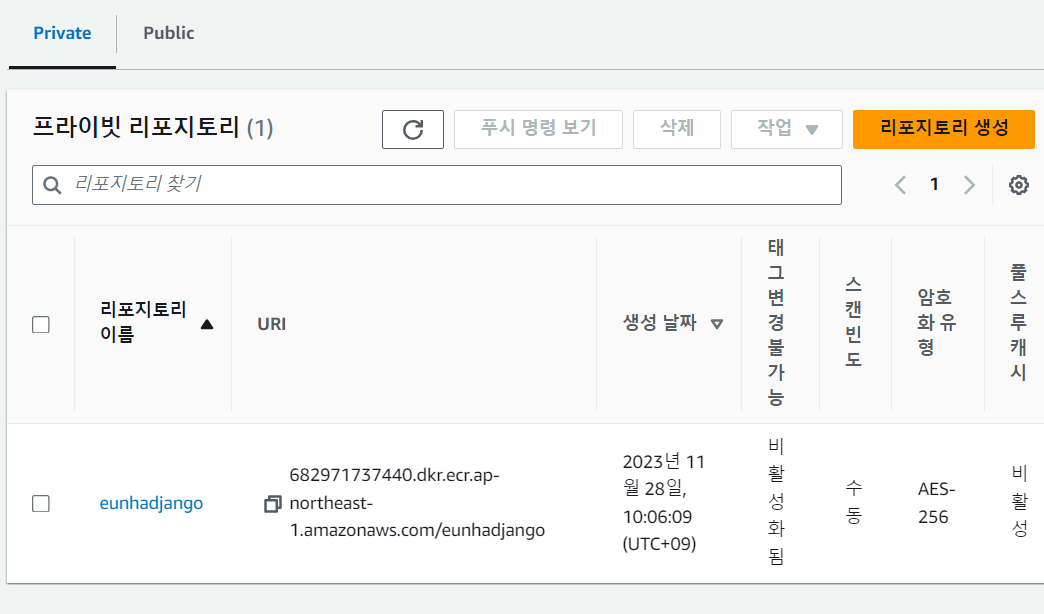 Private
Public
프라이빗 리포지토리 (1)
푸시 명령 보기
삭제
작업
리포지토리 생성
리포지토리 찾기
1
리포지토리
이름
URI
생성 날짜
태
그
변
경
불
가
능
스
캔
빈
도
암호
화 유
형
풀
스
루
캐
시
eunhadjango
682971737440.dkr.ecr.ap-
northeast-
1.amazonaws.com/eunhadjango
2023년 11
월 28일,
10:06:09
(UTC+09)
비
활
성
화
됨
수
동
AES-
256
비
활
성